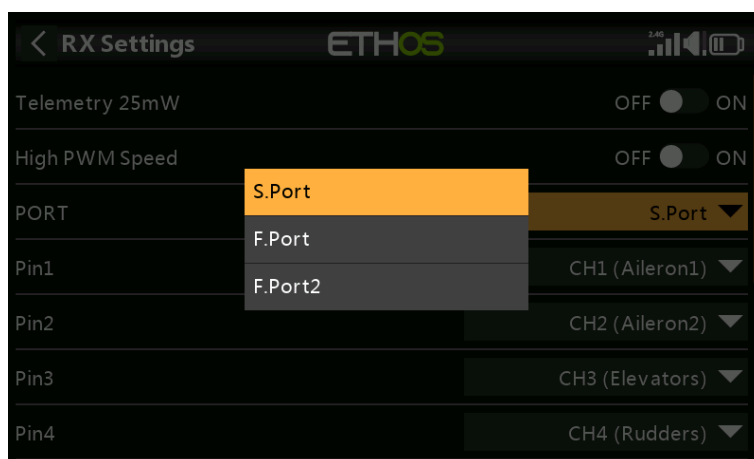 RX Settings
ETHOS
2.4G
Telemetry 25mW
OFF ON
High PWM Speed
OFF ON
PORT
S.Port
S.Port
F.Port
F.Port2
Pin1
CH1 (Aileron1)
Pin2
CH2 (Aileron2)
Pin3
CH3 (Elevators)
Pin4
CH4 (Rudders)